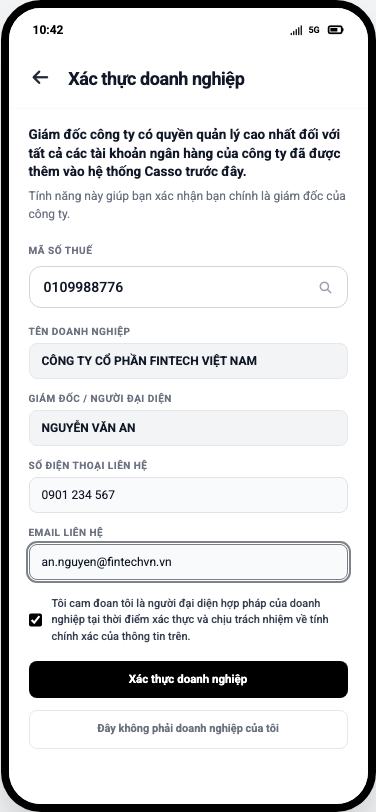 10:42
5G
Xác thực doanh nghiệp
Giám đốc công ty có quyền quản lý cao nhất đối với
tất cả các tài khoản ngân hàng của công ty đã được
thêm vào hệ thống Casso trước đây.
Tính năng này giúp bạn xác nhận bạn chính là giám đốc của
công ty.
MÃ SỐ THUẾ
0109988776
TÊN DOANH NGHIỆP
CÔNG TY CỔ PHẦN FINTECH VIỆT NAM
GIÁM ĐỐC / NGƯỜI ĐẠI DIỆN
NGUYỄN VĂN AN
SỐ ĐIỆN THOẠI LIÊN HỆ
0901 234 567
EMAIL LIÊN HỆ
an.nguyen@fintechvn.vn
Tôi cam đoan tôi là người đại diện hợp pháp của doanh
nghiệp tại thời điểm xác thực và chịu trách nhiệm về tính
chính xác của thông tin trên.
Xác thực doanh nghiệp
Đây không phải doanh nghiệp của tôi